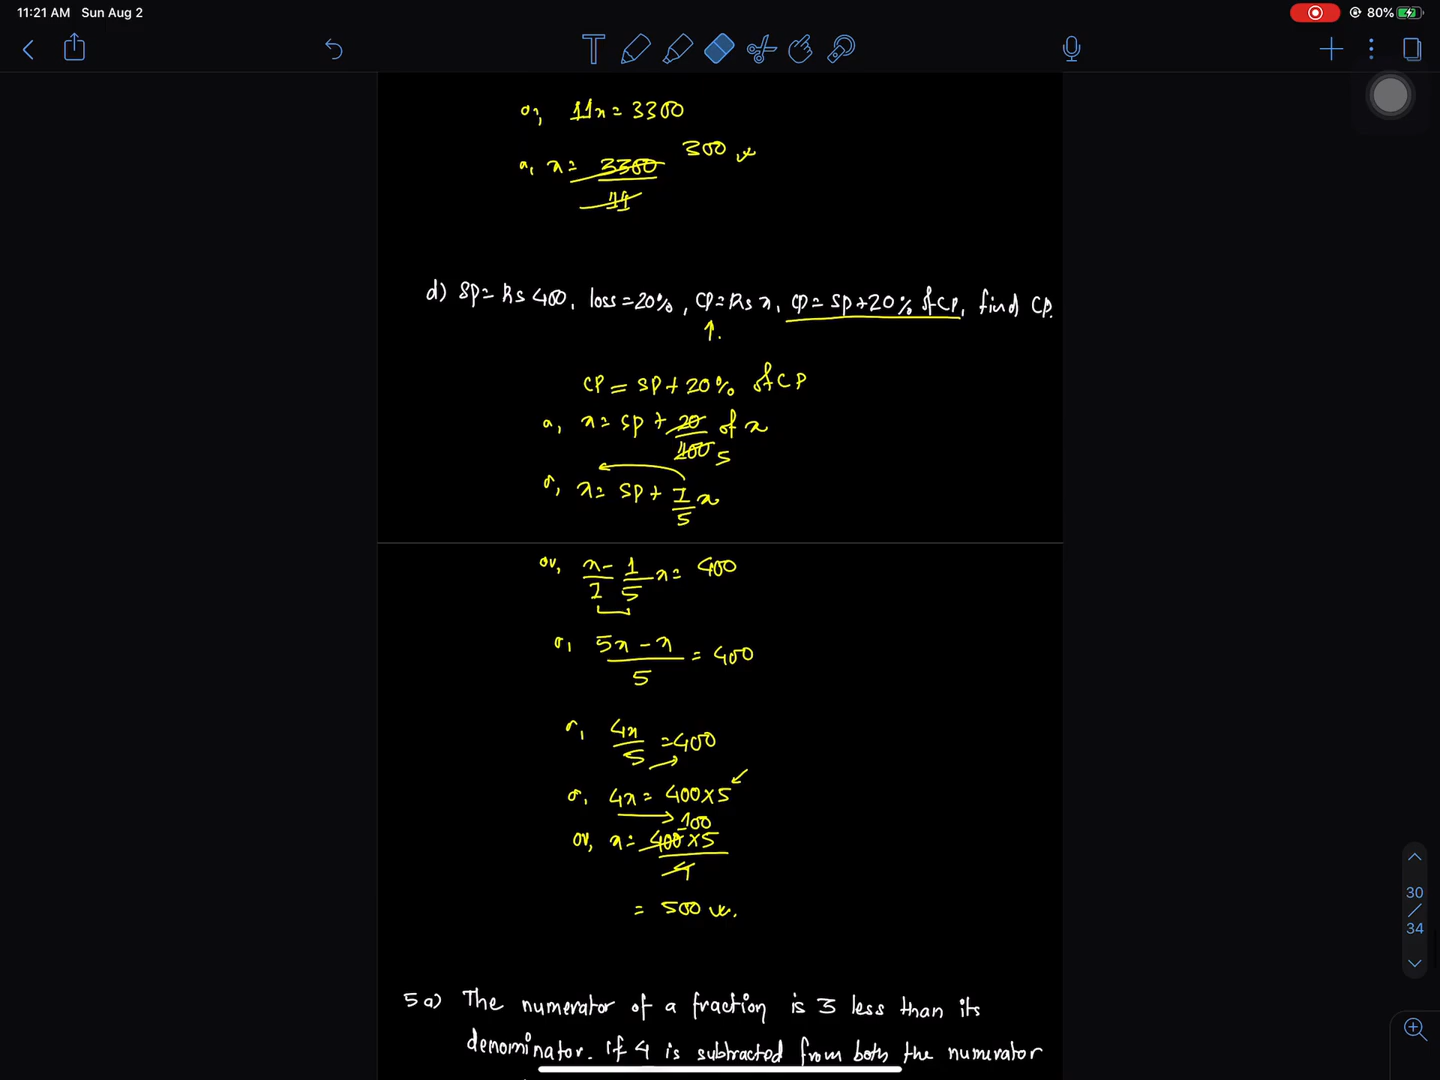 11:21 AM Sun Aug 2
80%
or, 11x = 3300
or, x = 3300 300
11
d) SP = Rs 400, loss = 20%, CP = Rs x, CP = SP + 20% of CP, find CP.
CP = SP + 20% of CP
or, x = SP + 20 of x
100 5
or, x = SP + 1 x
5
or, x - 1 x = 400
1 5
or, 5x - x = 400
5
or, 4x = 400
5
or, 4x = 400 × 5
100
or, x = 400 × 5
4
= 500
30
/
34
5 a) The numerator of a fraction is 3 less than its
denominator. If 4 is subtracted from both the numerator